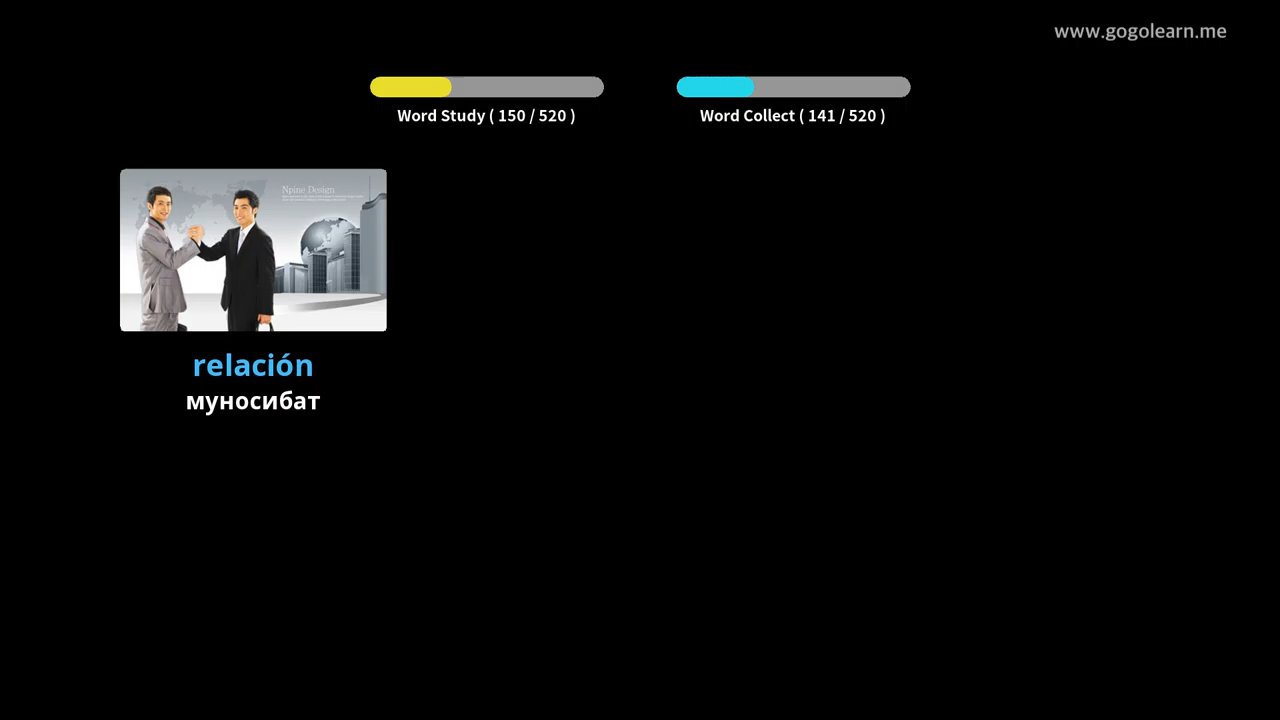 www.gogolearn.me
Word Study ( 150 / 520 )
Word Collect ( 141 / 520 )
Npine Design
relación
муносибат